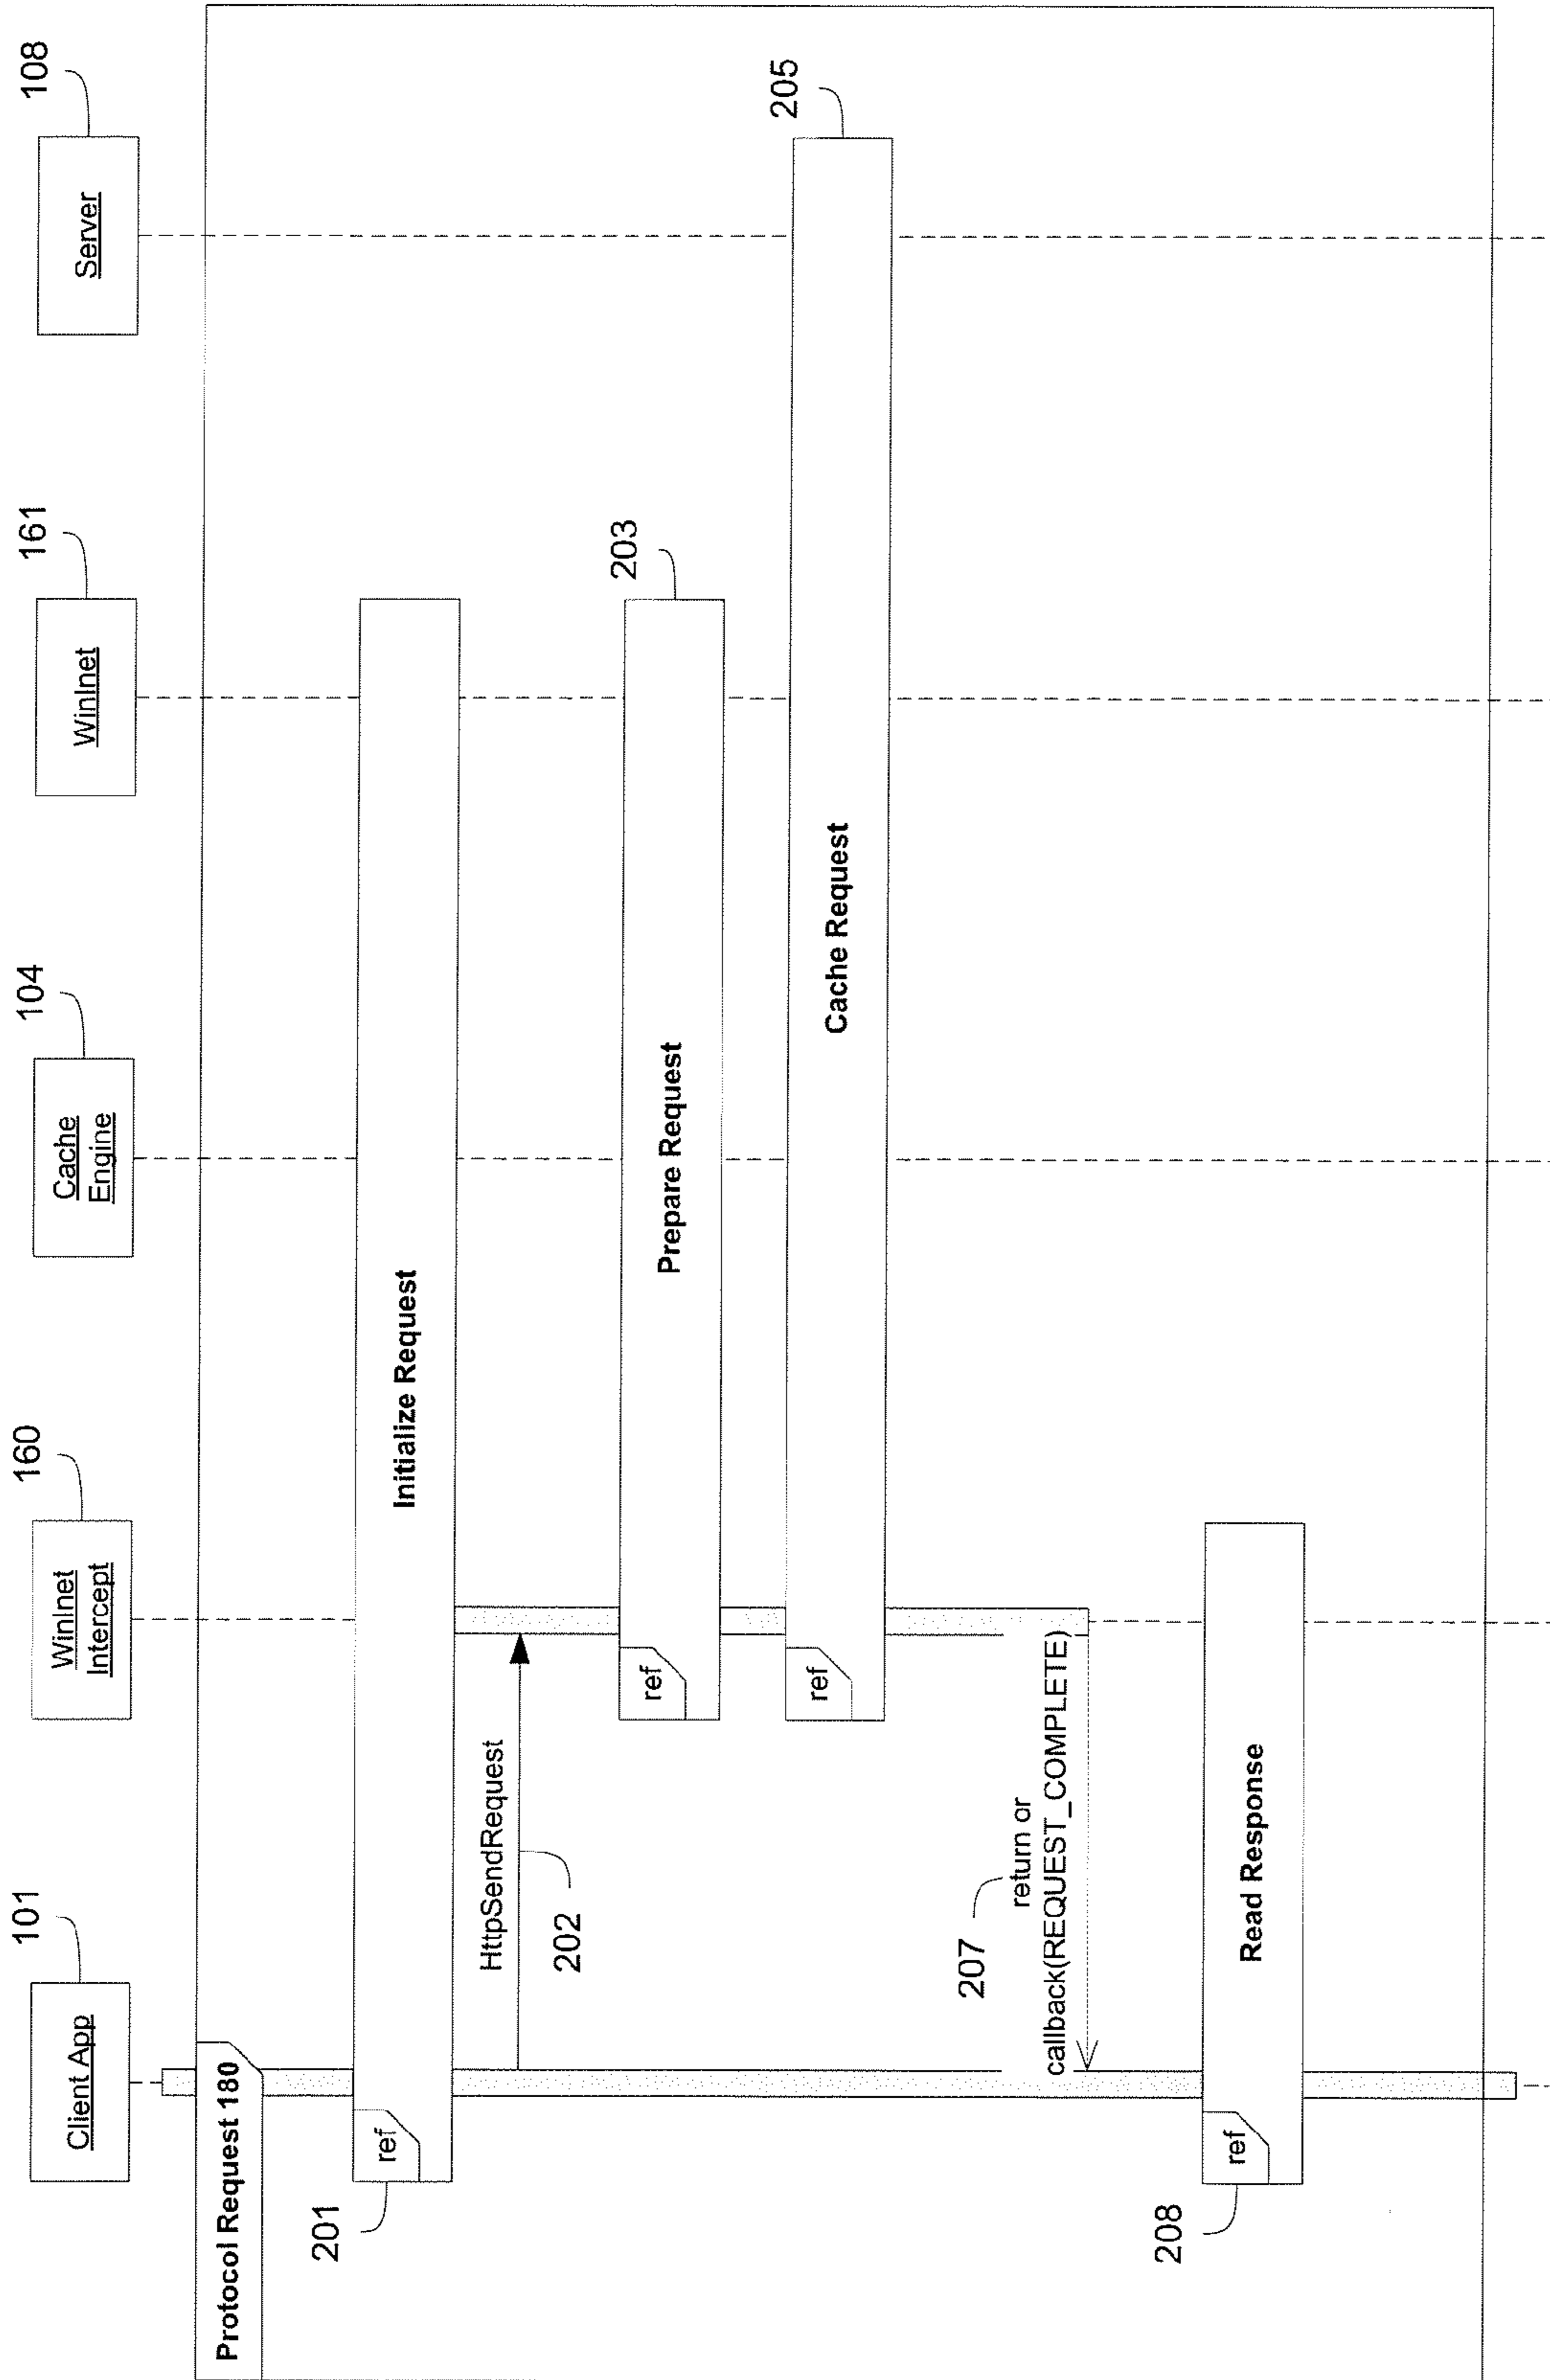 101
160
104
161
108
Client App
WinInet
Intercept
Cache
Engine
WinInet
Server
Protocol Request 180
201
ref
Initialize Request
HttpSendRequest
202
203
ref
Prepare Request
205
ref
Cache Request
207
return or
callback(REQUEST_COMPLETE)
208
ref
Read Response